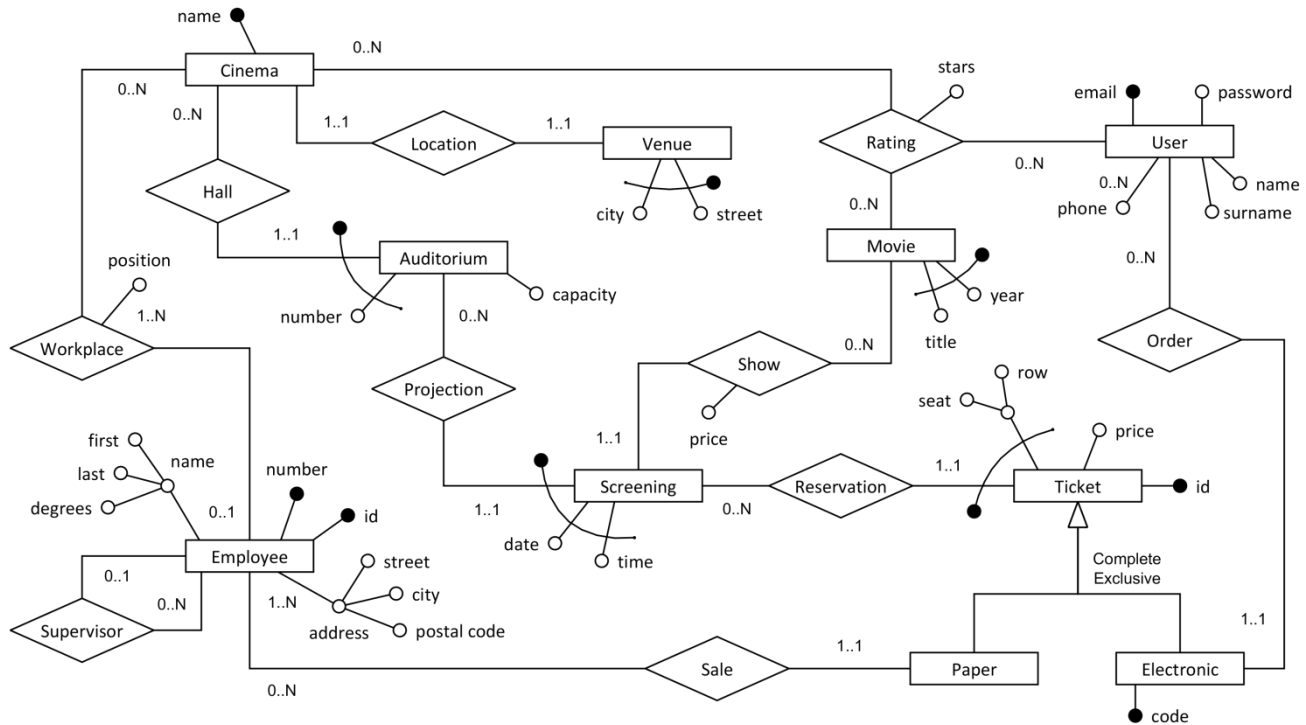 name
0..N
Cinema
0..N
0..N
1..1
Location
1..1
Venue
city
street
stars
Rating
0..N
0..N
email
password
User
0..N
phone
name
surname
Hall
1..1
Auditorium
number
capacity
0..N
Movie
year
title
0..N
position
1..N
Workplace
Projection
Show
0..N
price
1..1
0..N
Order
row
seat
price
first
last
name
degrees
number
id
0..1
Employee
street
city
postal code
address
1..N
0..1
0..N
Supervisor
1..1
Screening
date
time
0..N
Reservation
1..1
Ticket
id
Complete
Exclusive
0..N
Sale
1..1
Paper
Electronic
1..1
code